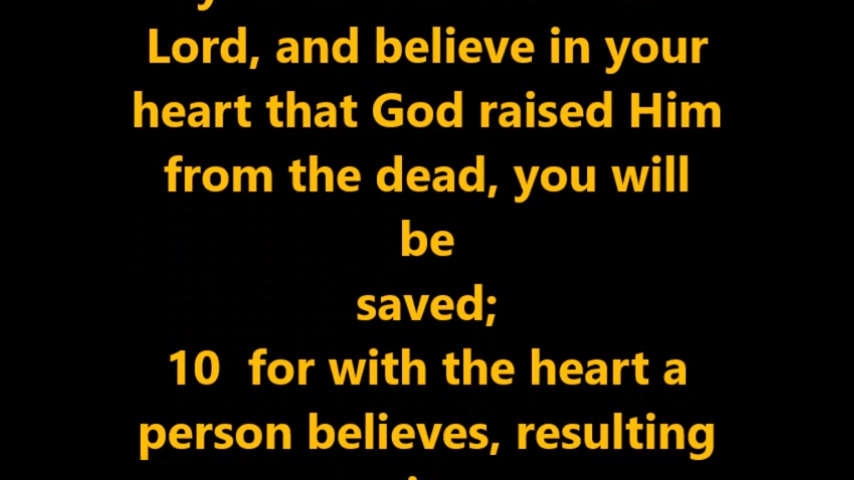 Lord, and believe in your
heart that God raised Him
from the dead, you will
be
saved;
10 for with the heart a
person believes, resulting